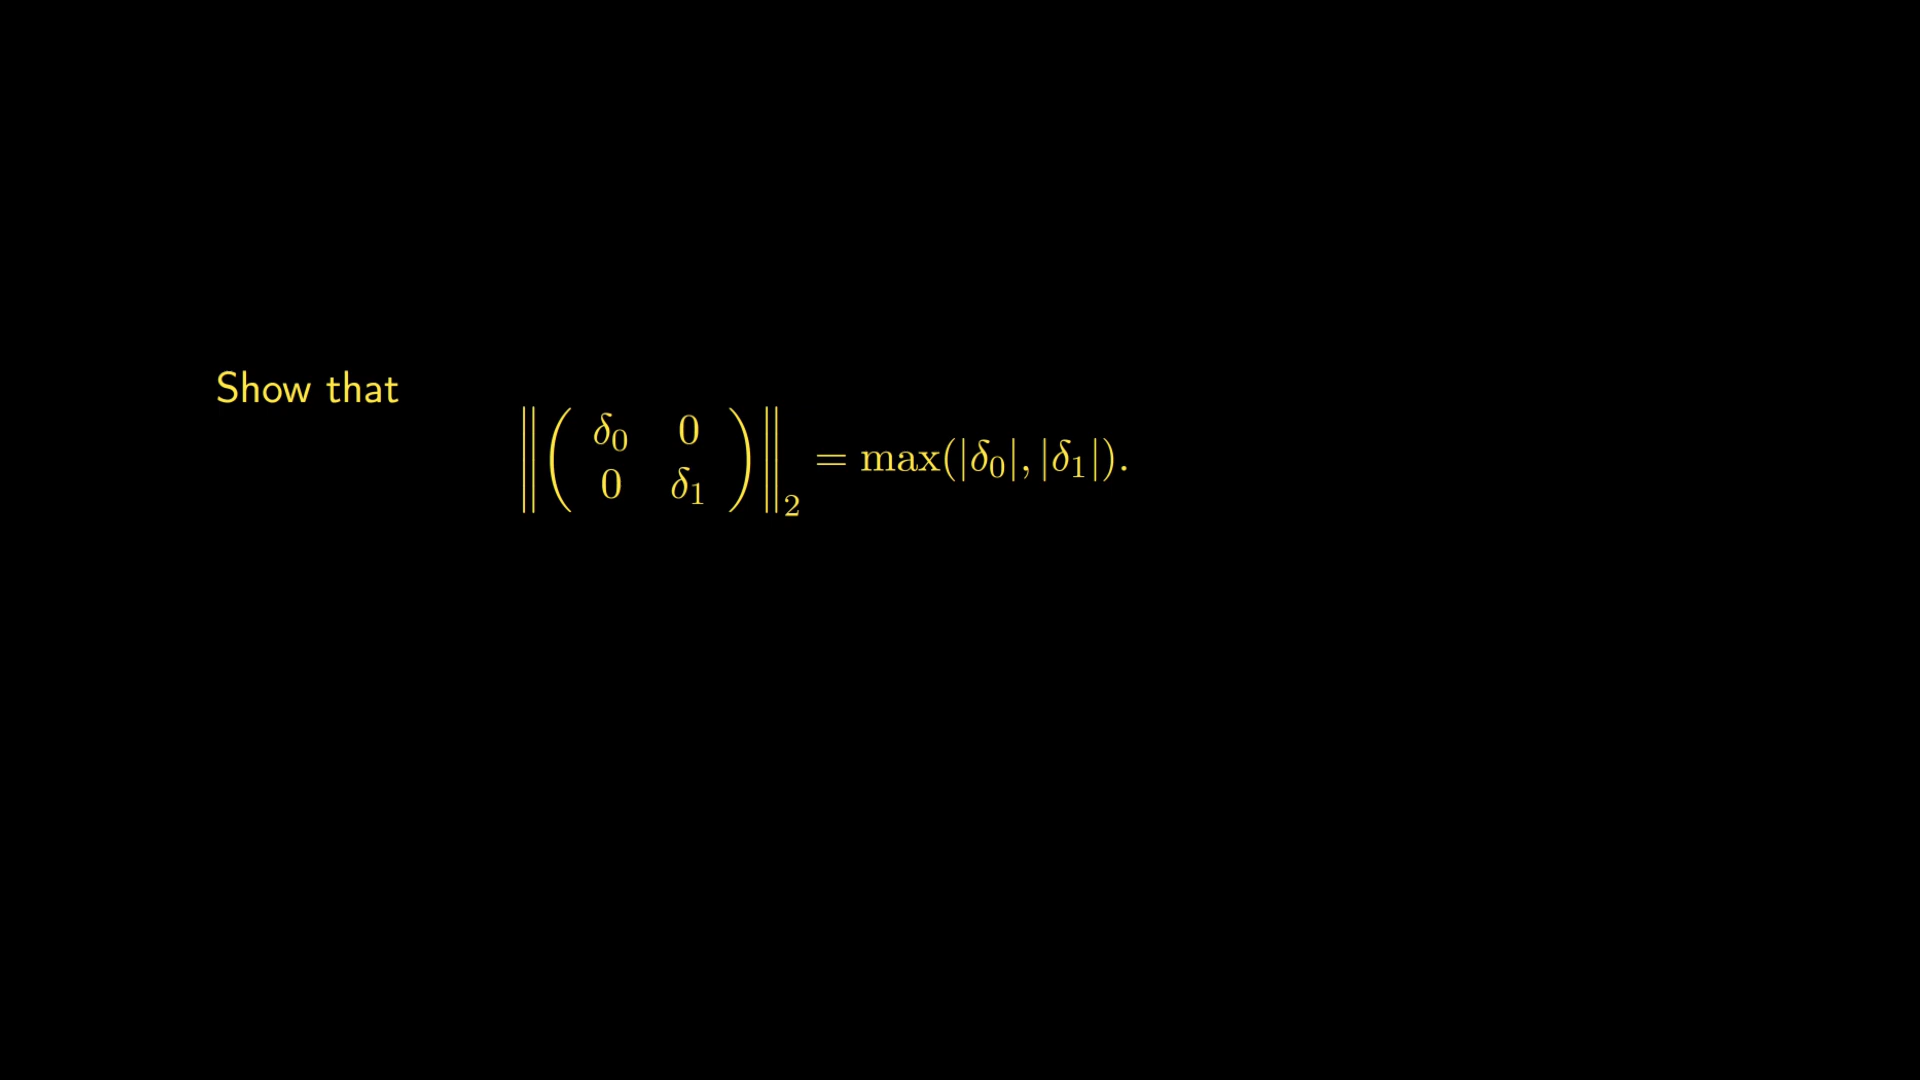 Show that
‖( δ₀ 0
0 δ₁ )‖₂ = max(|δ₀|, |δ₁|).